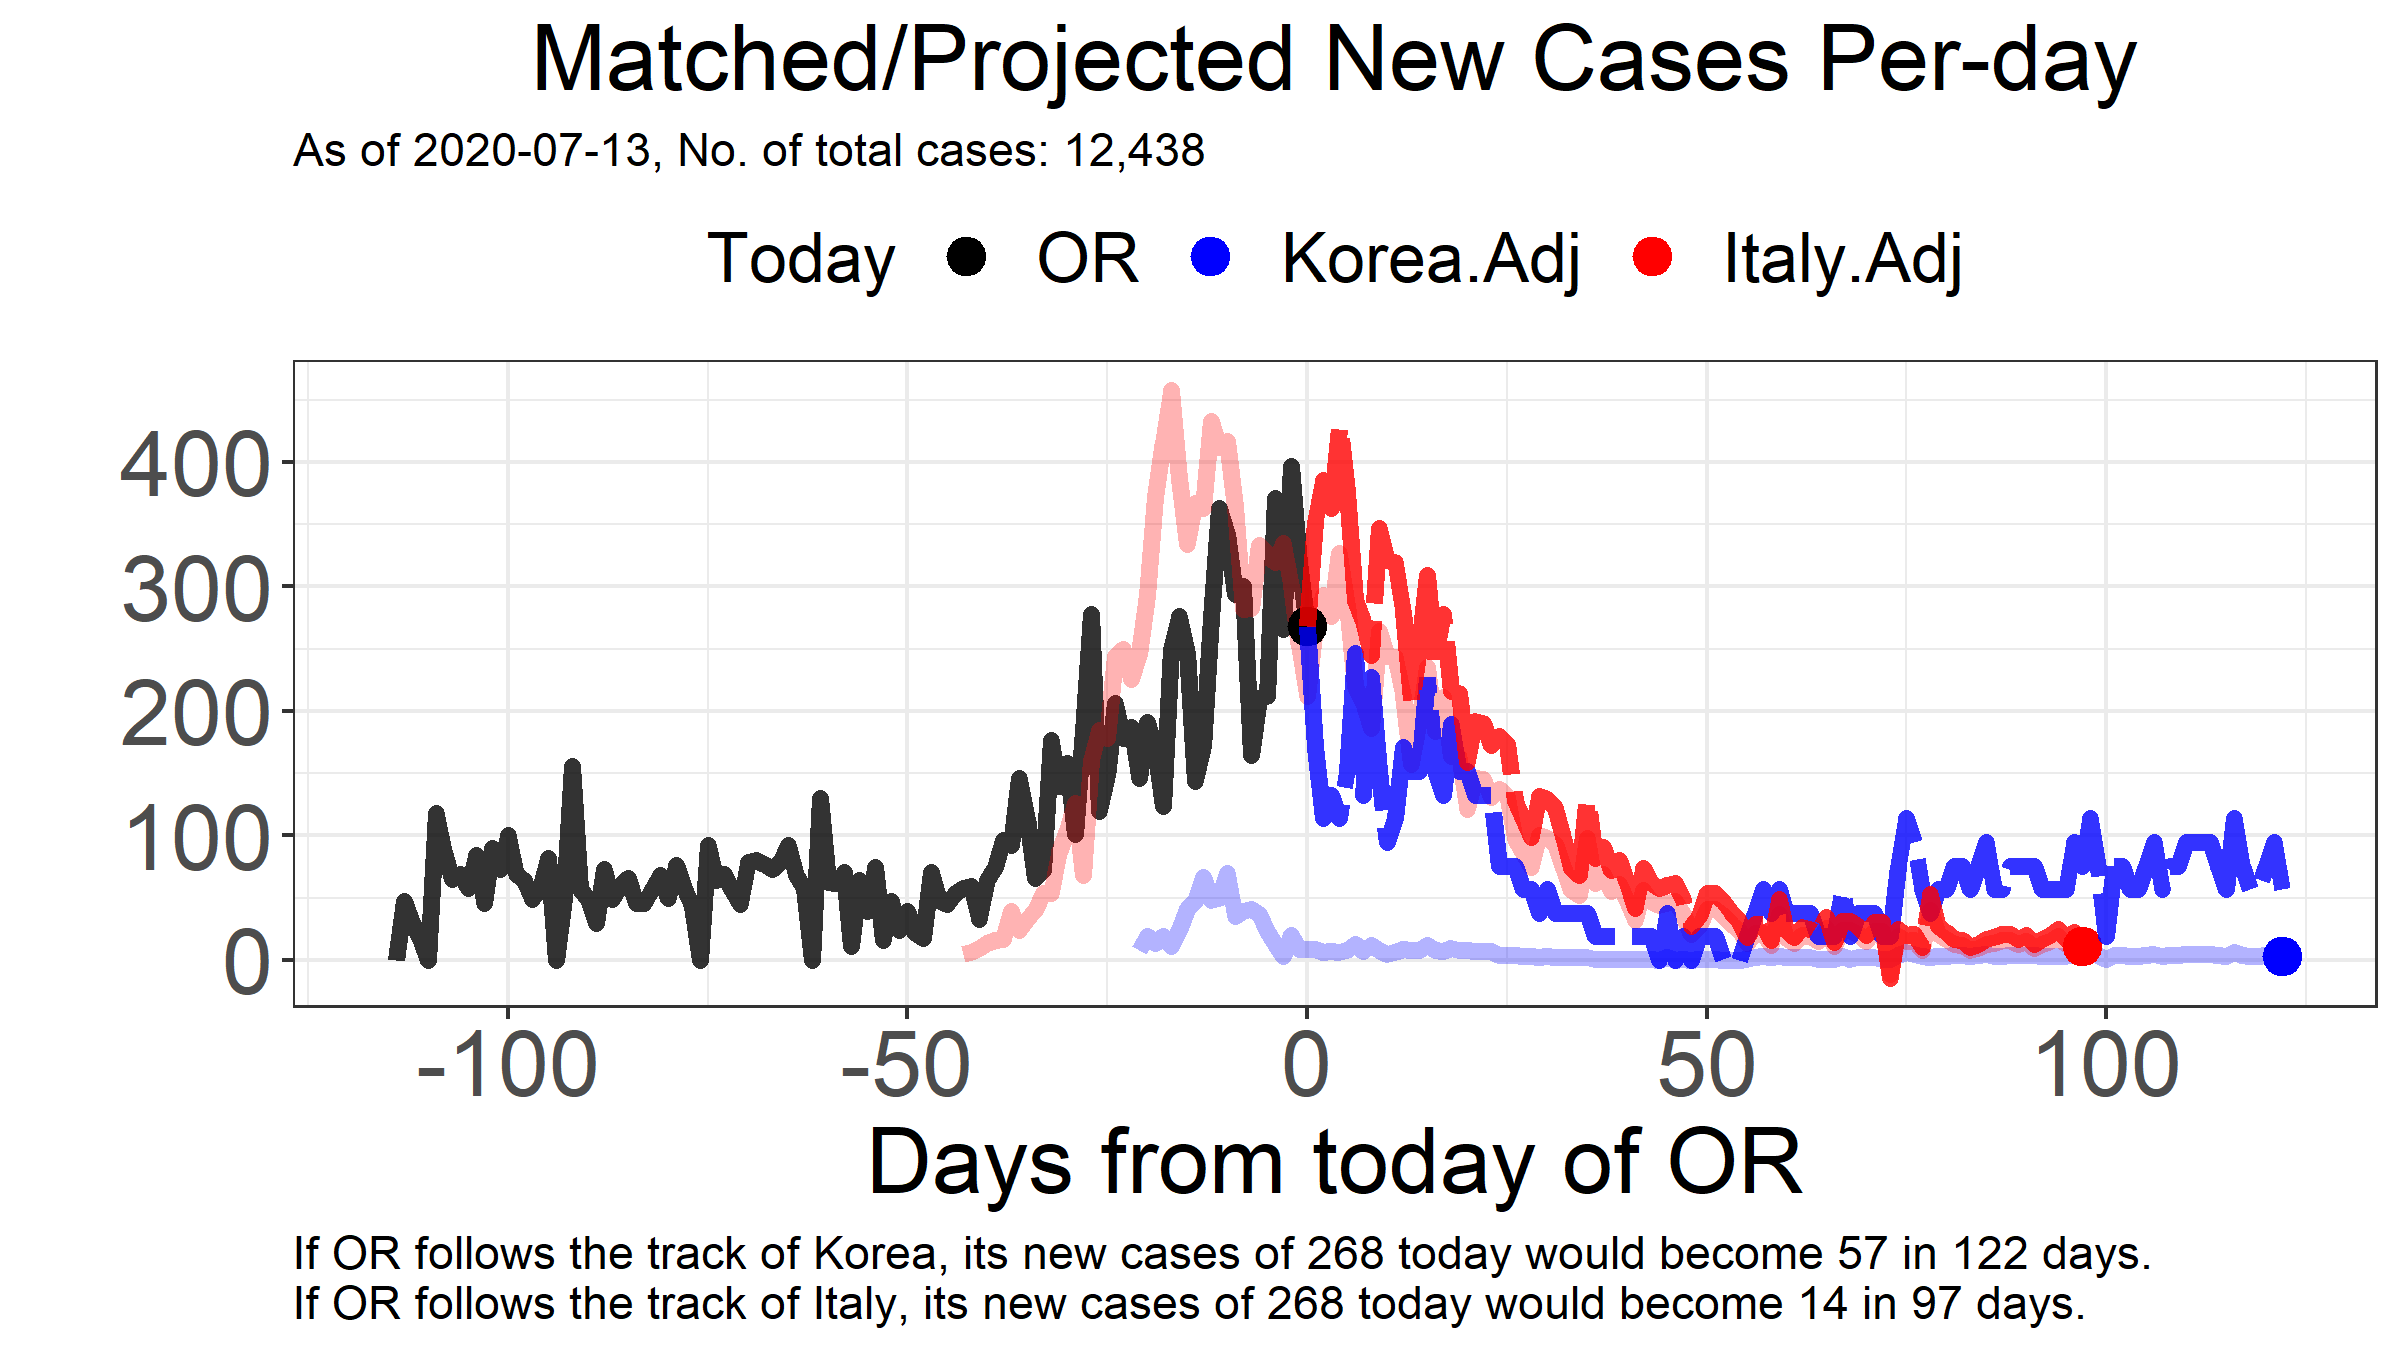 Matched/Projected New Cases Per-day
As of 2020-07-13, No. of total cases: 12,438
Today OR Korea.Adj Italy.Adj
400
300
200
100
0
-100 -50 0 50 100
Days from today of OR
If OR follows the track of Korea, its new cases of 268 today would become 57 in 122 days.
If OR follows the track of Italy, its new cases of 268 today would become 14 in 97 days.